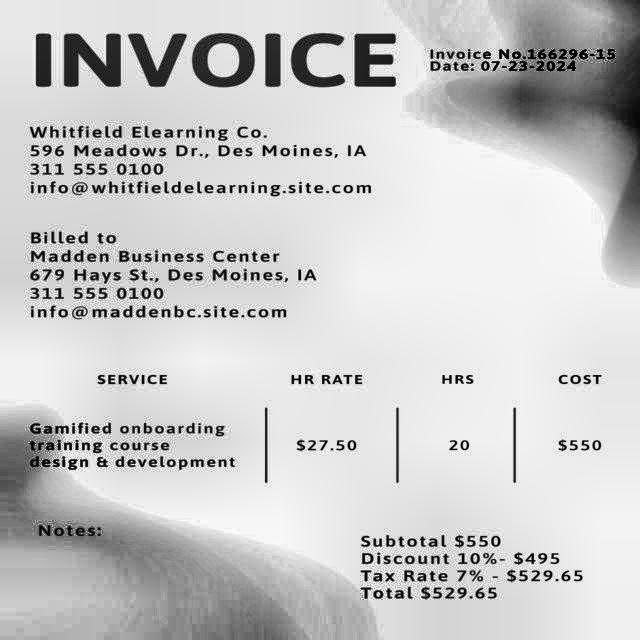 INVOICE
Invoice No.166296-15
Date: 07-23-2024
Whitfield Elearning Co.
596 Meadows Dr., Des Moines, IA
311 555 0100
info@whitfieldelearning.site.com
Billed to
Madden Business Center
679 Hays St., Des Moines, IA
311 555 0100
info@maddenbc.site.com
SERVICE HR RATE HRS COST
Gamified onboarding
training course $27.50 20 $550
design & development
Notes:
Subtotal $550
Discount 10%- $495
Tax Rate 7% - $529.65
Total $529.65